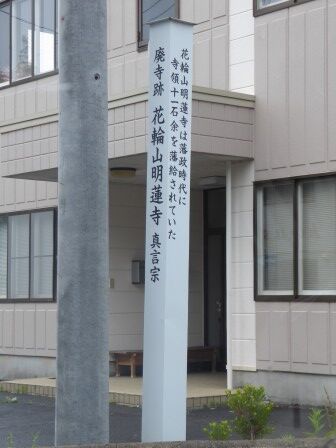 花輪山明蓮寺は藩政時代に
寺領十一石余を藩給されていた
廃寺跡 花輪山明蓮寺 真言宗